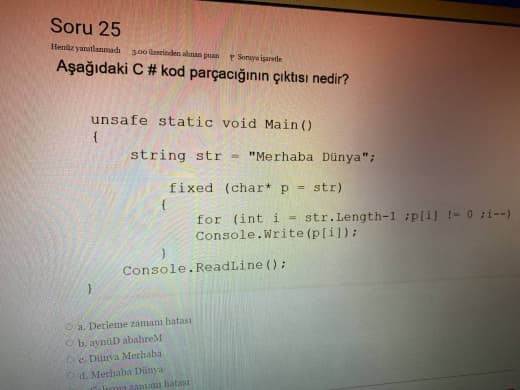 Soru 25
Henüz yanıtlanmadı 3,00 üzerinden alınan puan Soruyu işaretle
Aşağıdaki C # kod parçacığının çıktısı nedir?
unsafe static void Main()
{
string str = "Merhaba Dünya";
fixed (char* p = str)
{
for (int i = str.Length-1 ;p[i] != 0 ;i--)
Console.Write(p[i]);
}
Console.ReadLine();
}
a. Derleme zamanı hatası
b. aynüD abahreM
c. Dünya Merhaba
d. Merhaba Dünya
zamanı hatası